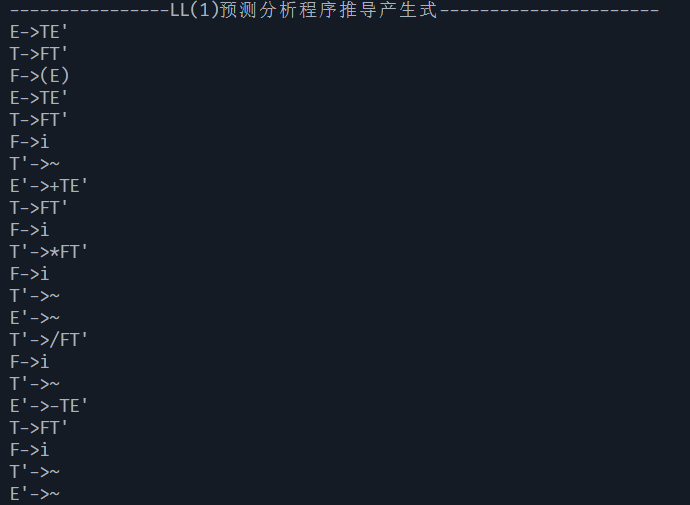 ----------------LL(1)预测分析程序推导产生式----------------------
E->TE'
T->FT'
F->(E)
E->TE'
T->FT'
F->i
T'->~
E'->+TE'
T->FT'
F->i
T'->*FT'
F->i
T'->~
E'->~
T'->/FT'
F->i
T'->~
E'->-TE'
T->FT'
F->i
T'->~
E'->~